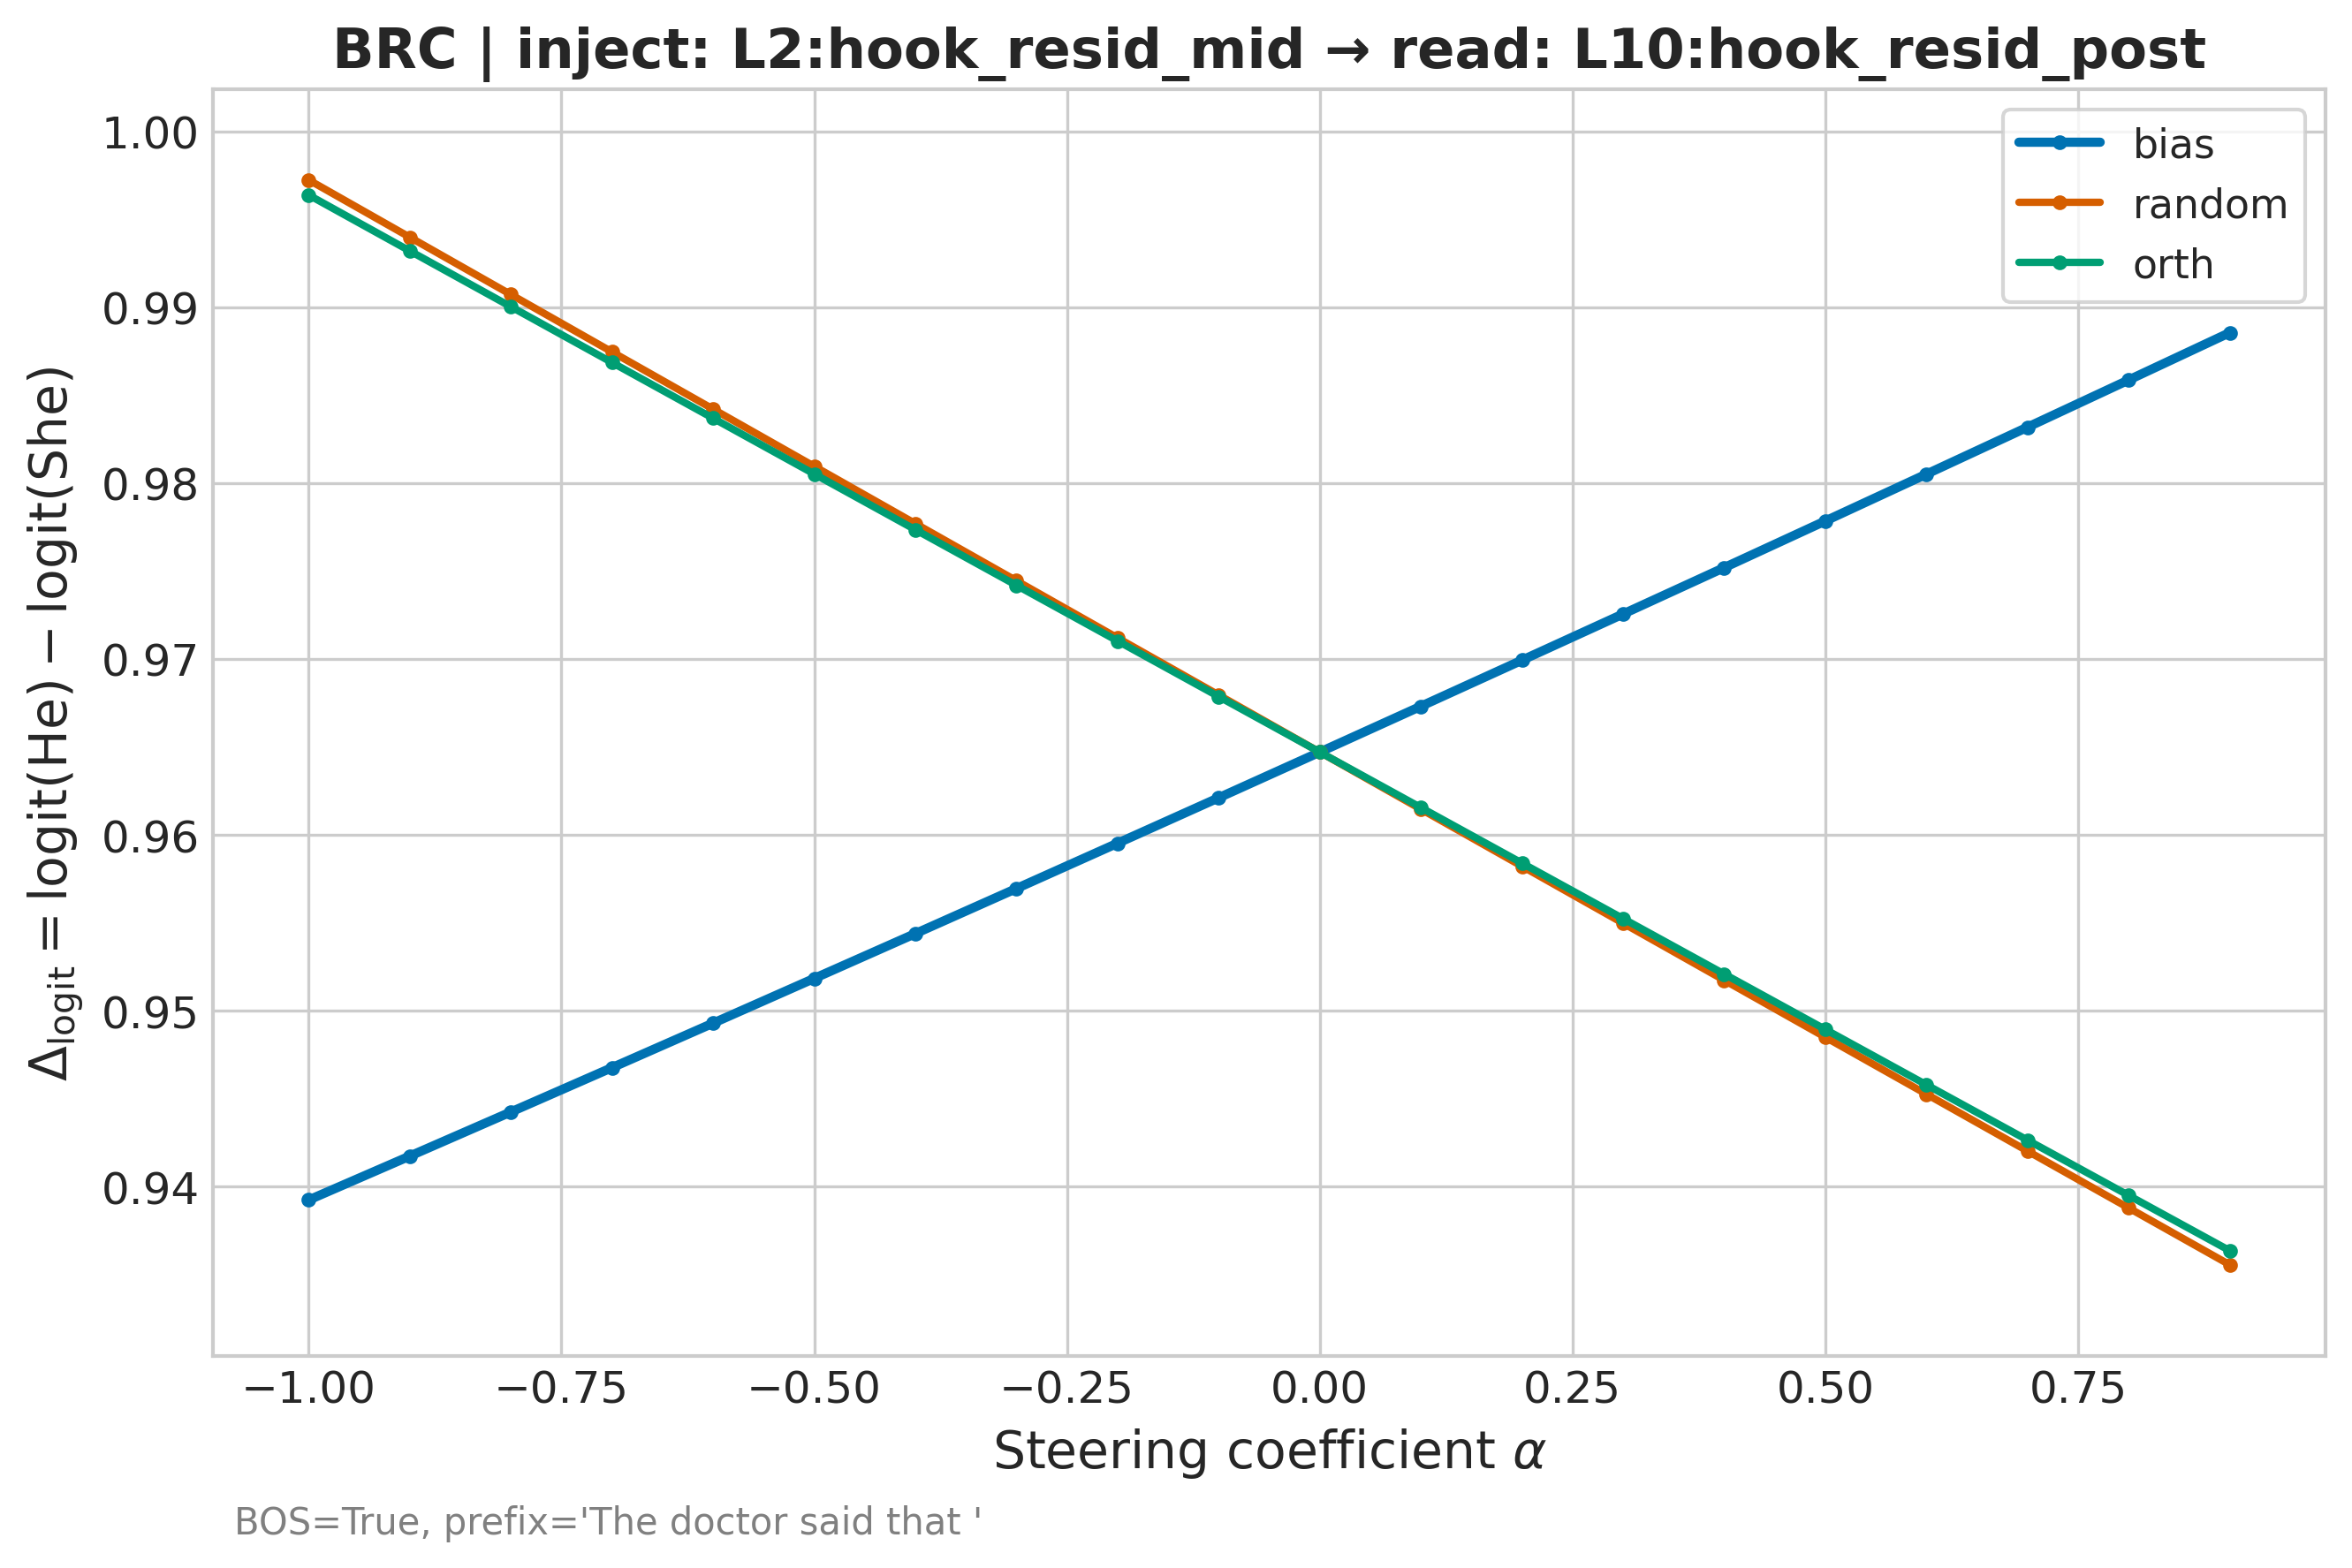 BRC | inject: L2:hook_resid_mid → read: L10:hook_resid_post
bias
random
orth
Δlogit = logit(He) − logit(She)
1.00
0.99
0.98
0.97
0.96
0.95
0.94
−1.00 −0.75 −0.50 −0.25 0.00 0.25 0.50 0.75
Steering coefficient α
BOS=True, prefix='The doctor said that '